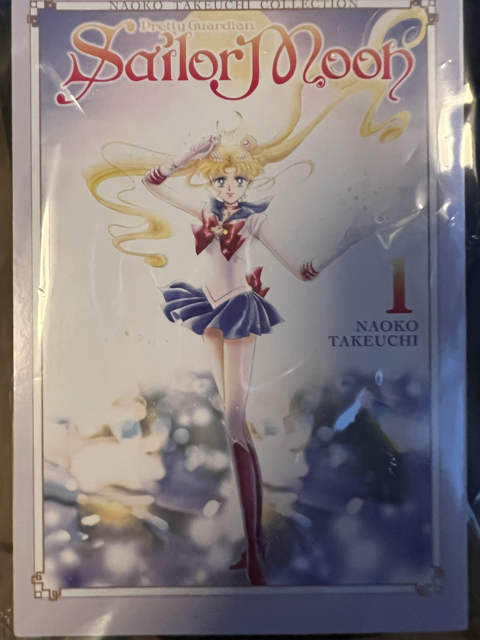 NAOKO TAKEUCHI COLLECTION
Pretty Guardian
Sailor Moon
1
NAOKO
TAKEUCHI